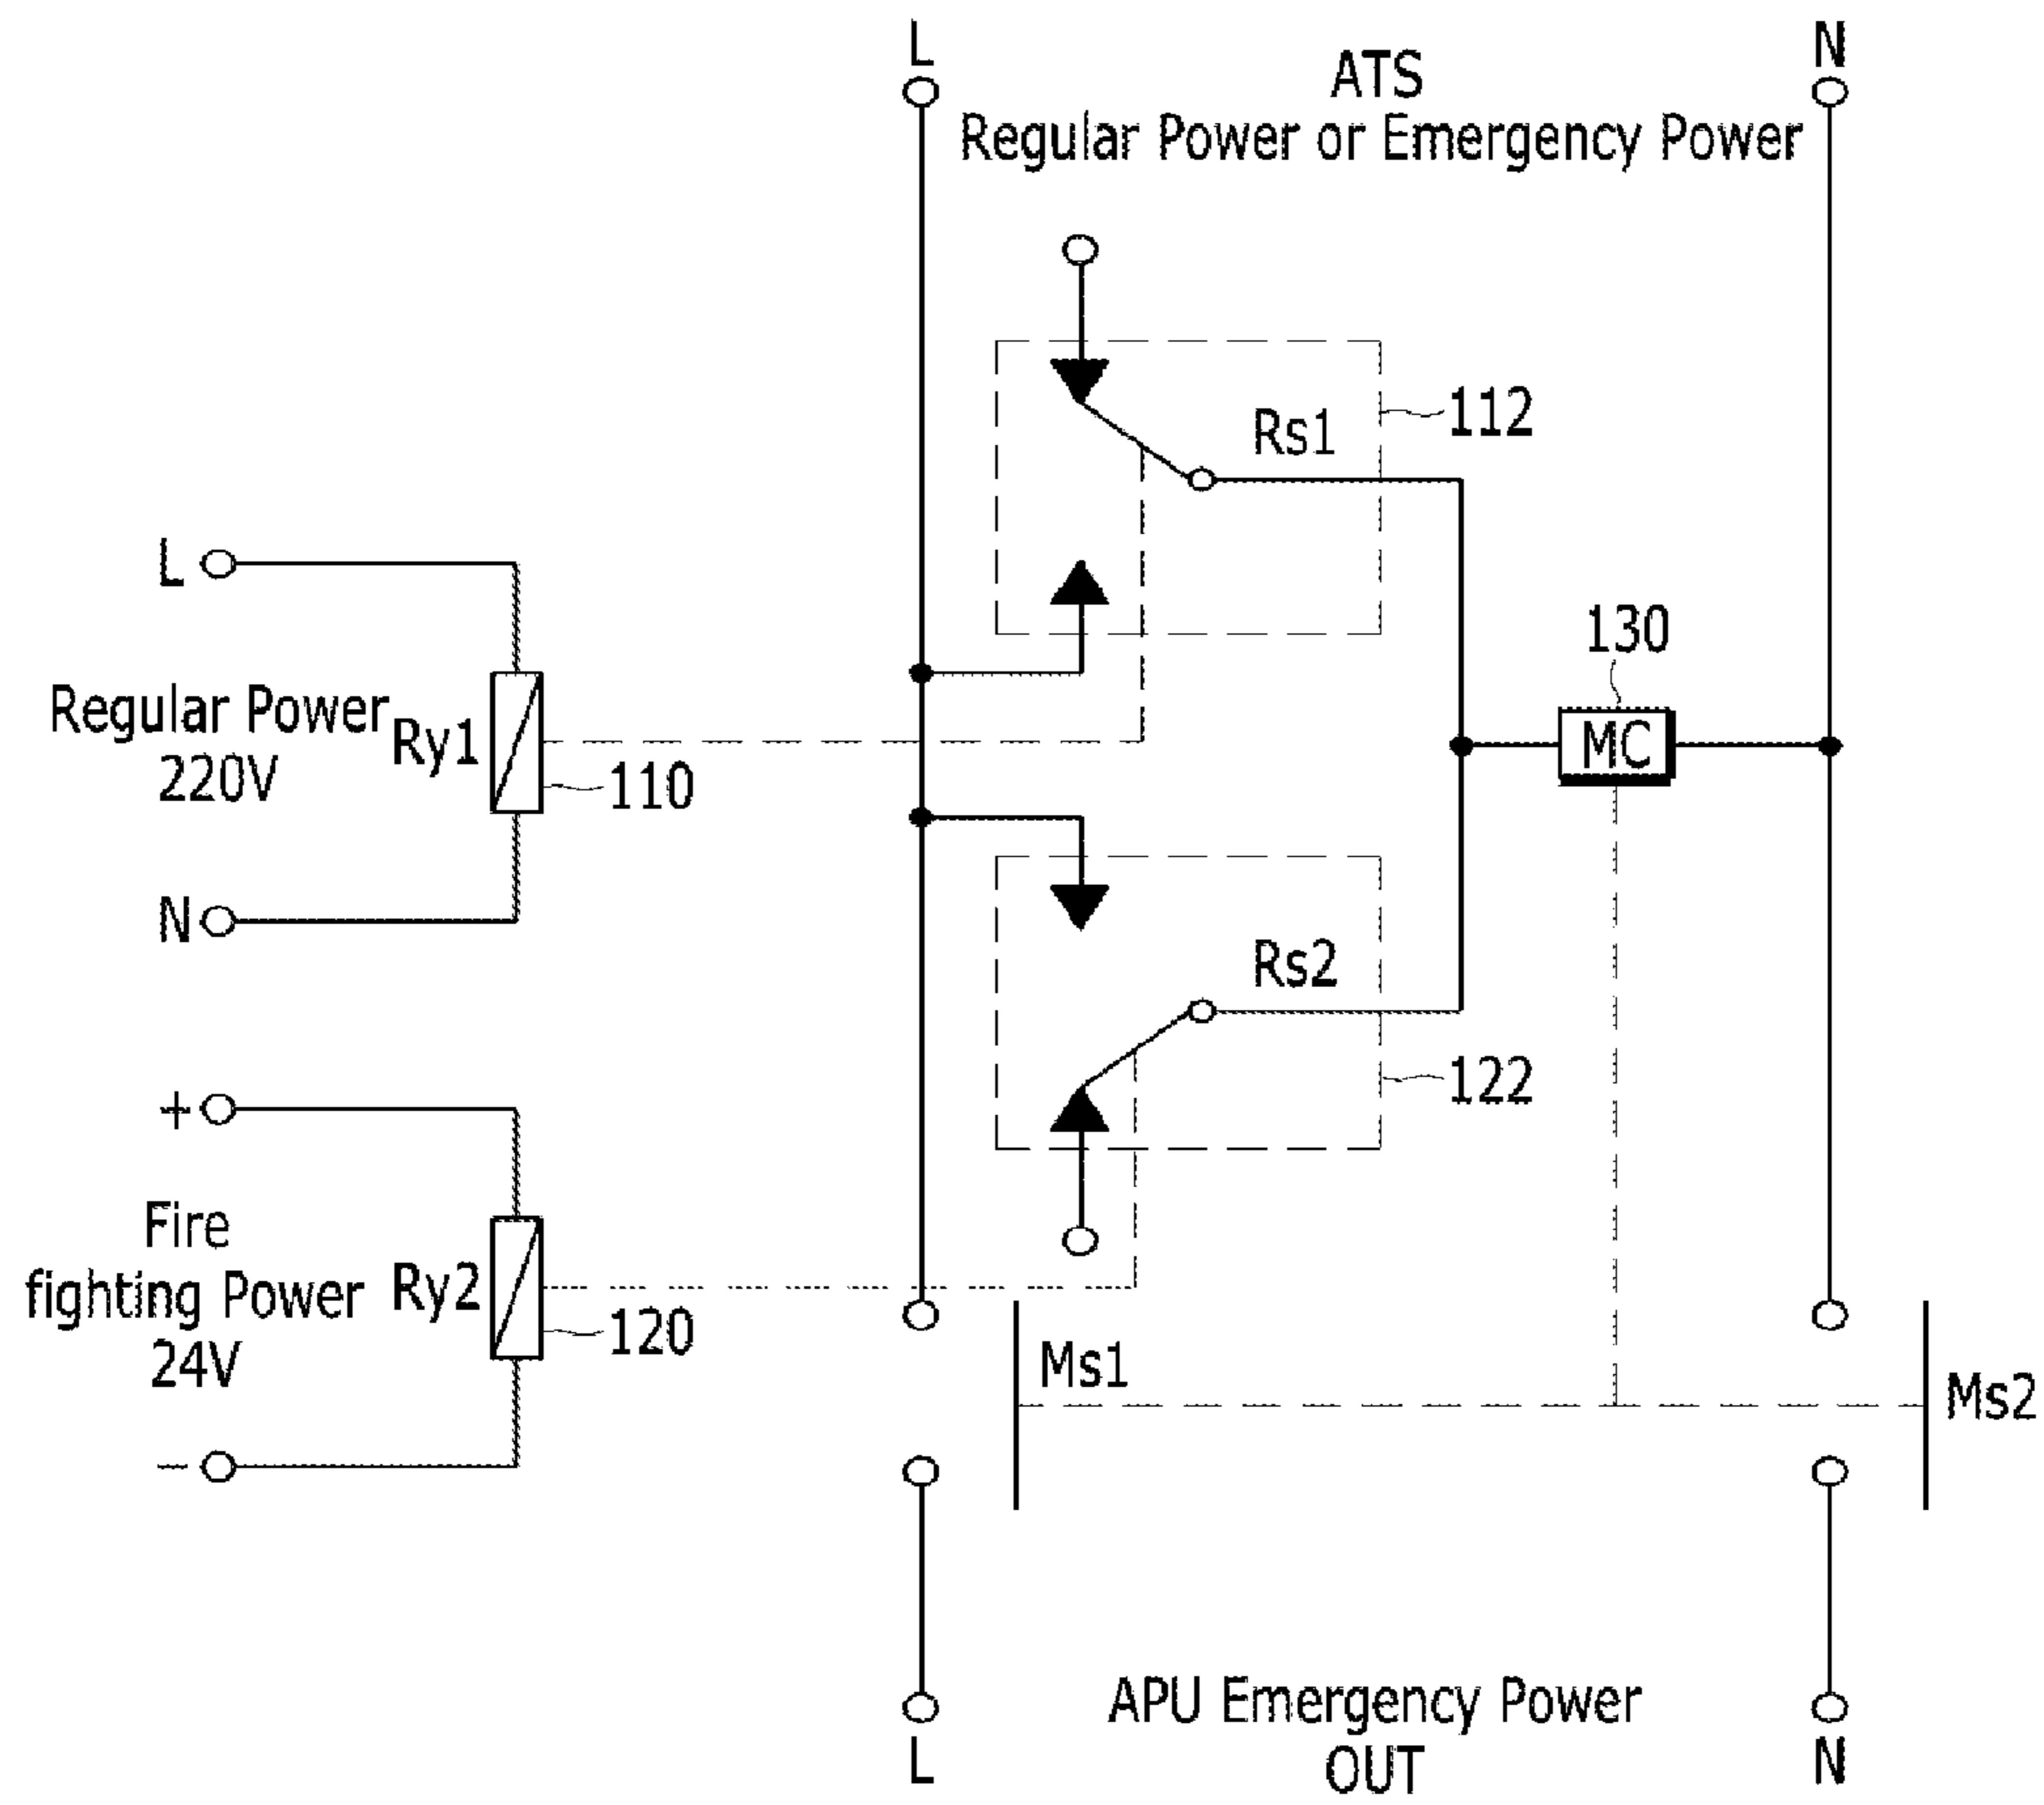 L
N
ATS
Regular Power or Emergency Power
Rs1
112
L
130
Regular Power
220V
Ry1
MC
110
N
Rs2
122
+
Fire
fighting Power
24V
Ry2
120
Ms1
Ms2
−
APU Emergency Power
OUT
L
N